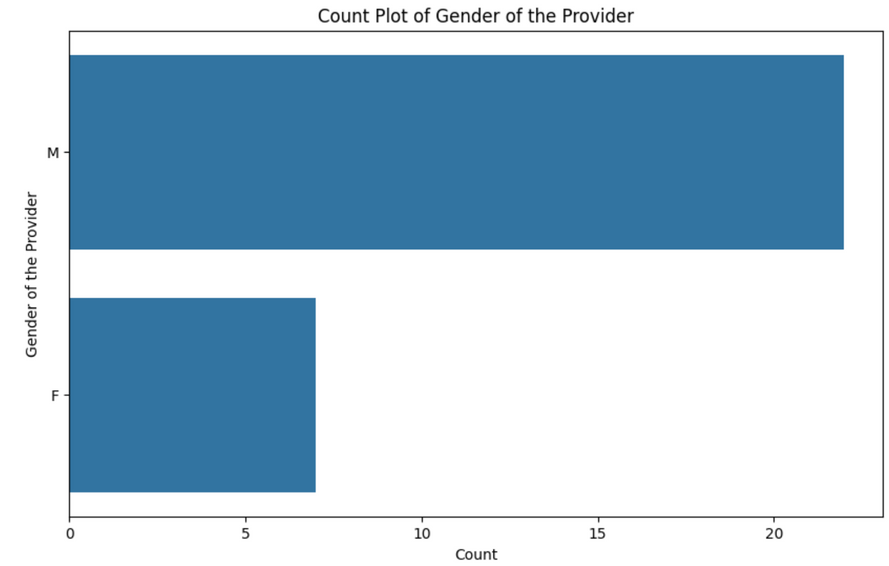 Count Plot of Gender of the Provider
Gender of the Provider
M
F
0 5 10 15 20
Count